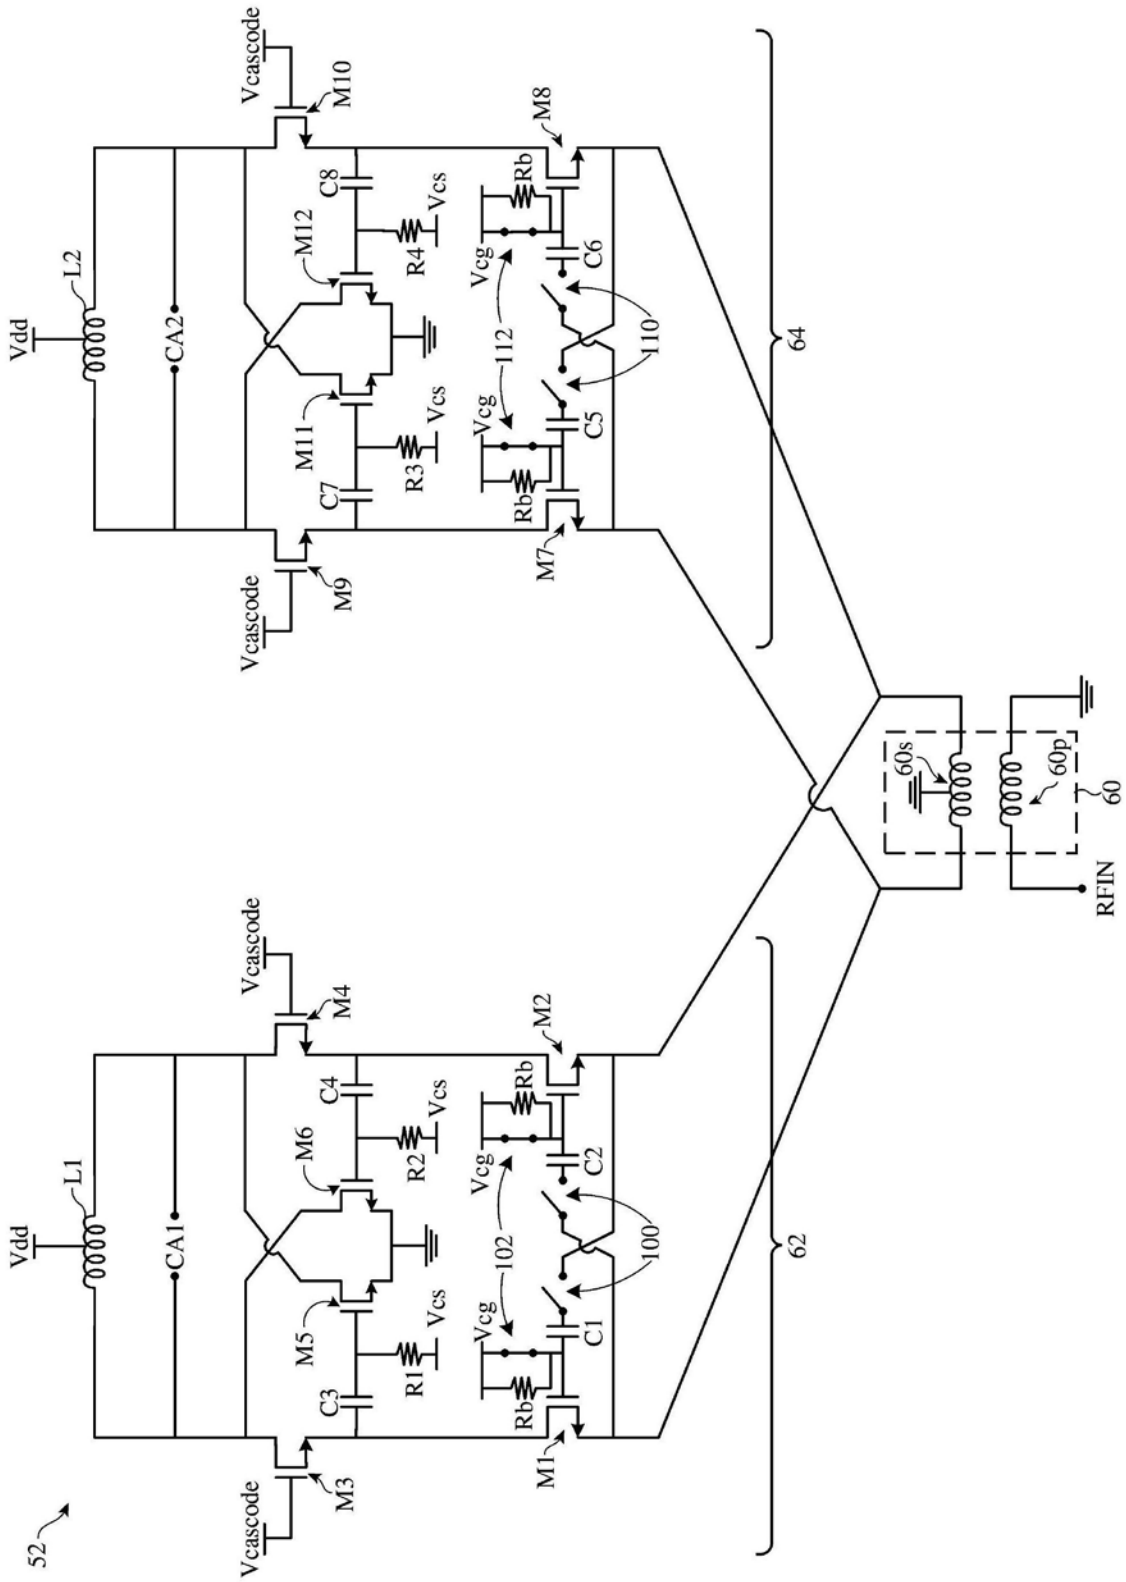 52
Vdd
L1
CA1
Vcascode
M3
Vcascode
M4
M5
M6
C3
C4
R1
Vcs
R2
Vcs
Vcg
Rb
102
Vcg
Rb
M1
M2
C1
C2
100
62
Vdd
L2
CA2
Vcascode
M9
Vcascode
M10
M11
M12
C7
C8
R3
Vcs
R4
Vcs
Vcg
Rb
112
Vcg
Rb
M7
M8
C5
C6
110
64
60s
60p
60
RFIN